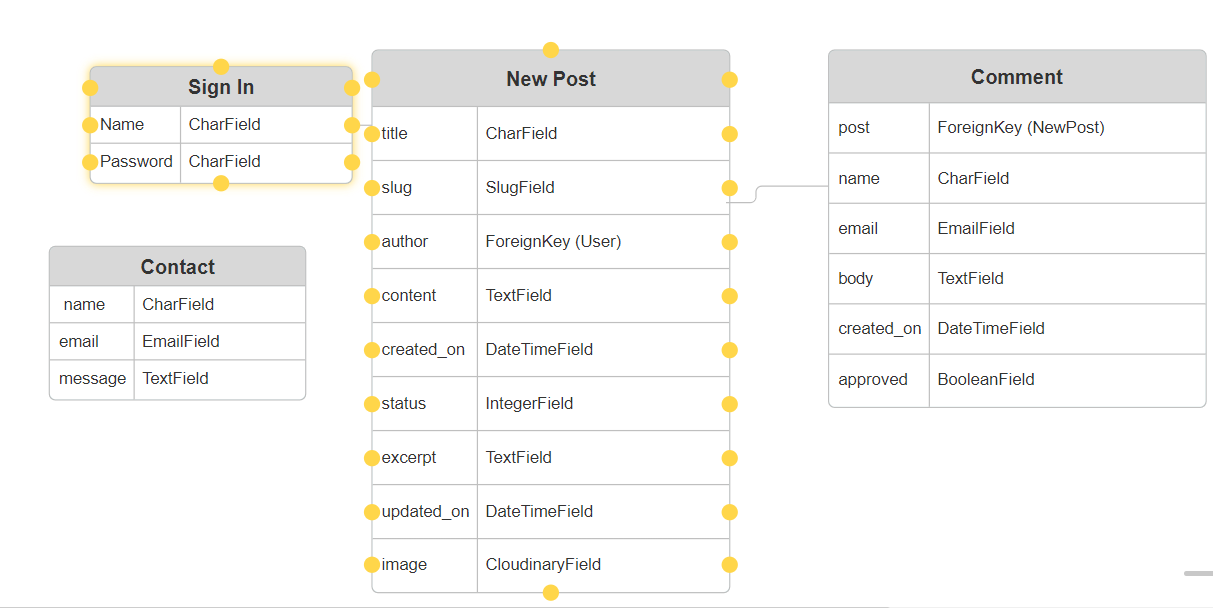 Sign In
Name CharField
Password CharField
Contact
name CharField
email EmailField
message TextField
New Post
title CharField
slug SlugField
author ForeignKey (User)
content TextField
created_on DateTimeField
status IntegerField
excerpt TextField
updated_on DateTimeField
image CloudinaryField
Comment
post ForeignKey (NewPost)
name CharField
email EmailField
body TextField
created_on DateTimeField
approved BooleanField